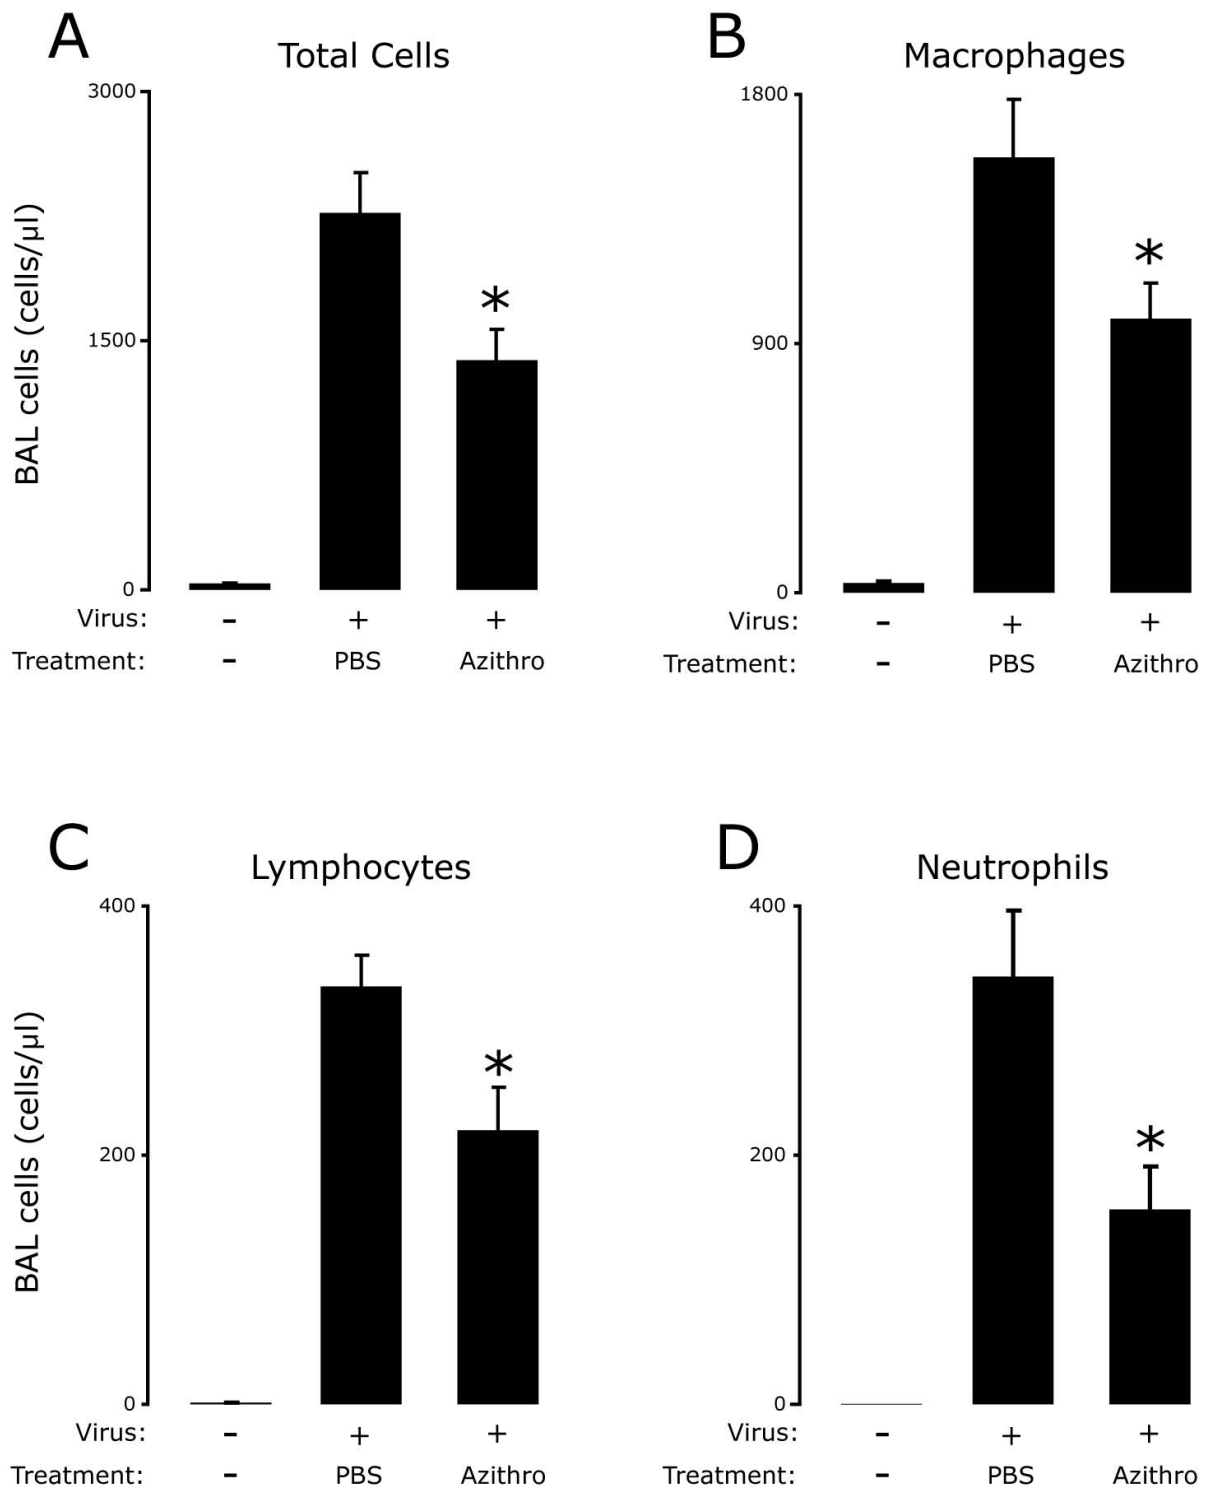 A
Total Cells
3000
1500
0
BAL cells (cells/µl)
*
Virus: - + +
Treatment: - PBS Azithro
B
Macrophages
1800
900
0
*
Virus: - + +
Treatment: - PBS Azithro
C
Lymphocytes
400
200
0
BAL cells (cells/µl)
*
Virus: - + +
Treatment: - PBS Azithro
D
Neutrophils
400
200
0
*
Virus: - + +
Treatment: - PBS Azithro